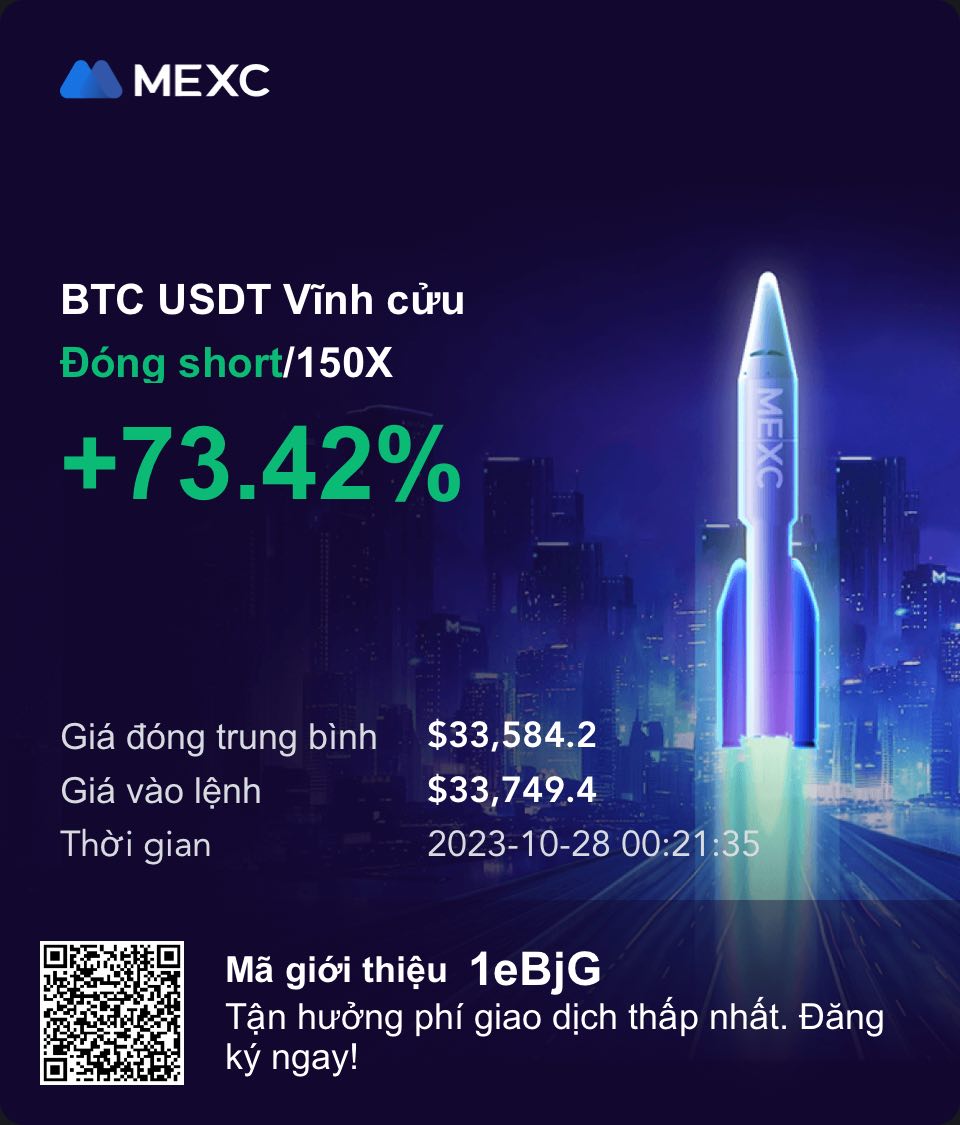 MEXC
BTC USDT Vĩnh cửu
Đóng short/150X
+73.42%
MEXC
Giá đóng trung bình $33,584.2
Giá vào lệnh $33,749.4
Thời gian 2023-10-28 00:21:35
Mã giới thiệu 1eBjG
Tận hưởng phí giao dịch thấp nhất. Đăng
ký ngay!